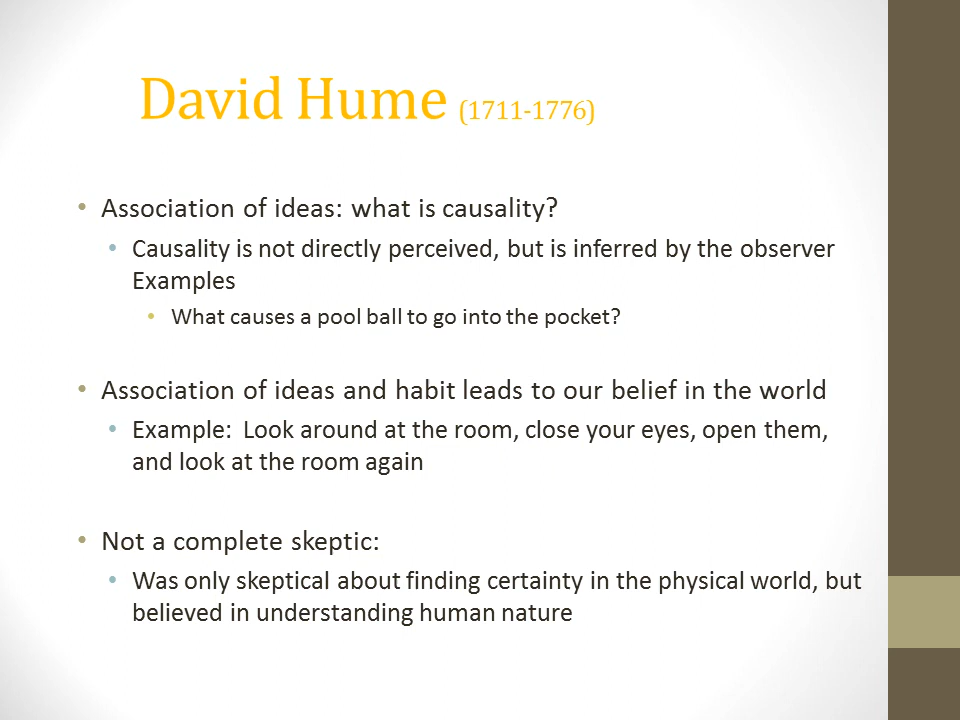 David Hume (1711-1776)
• Association of ideas: what is causality?
• Causality is not directly perceived, but is inferred by the observer
Examples
• What causes a pool ball to go into the pocket?
• Association of ideas and habit leads to our belief in the world
• Example:  Look around at the room, close your eyes, open them,
and look at the room again
• Not a complete skeptic:
• Was only skeptical about finding certainty in the physical world, but
believed in understanding human nature